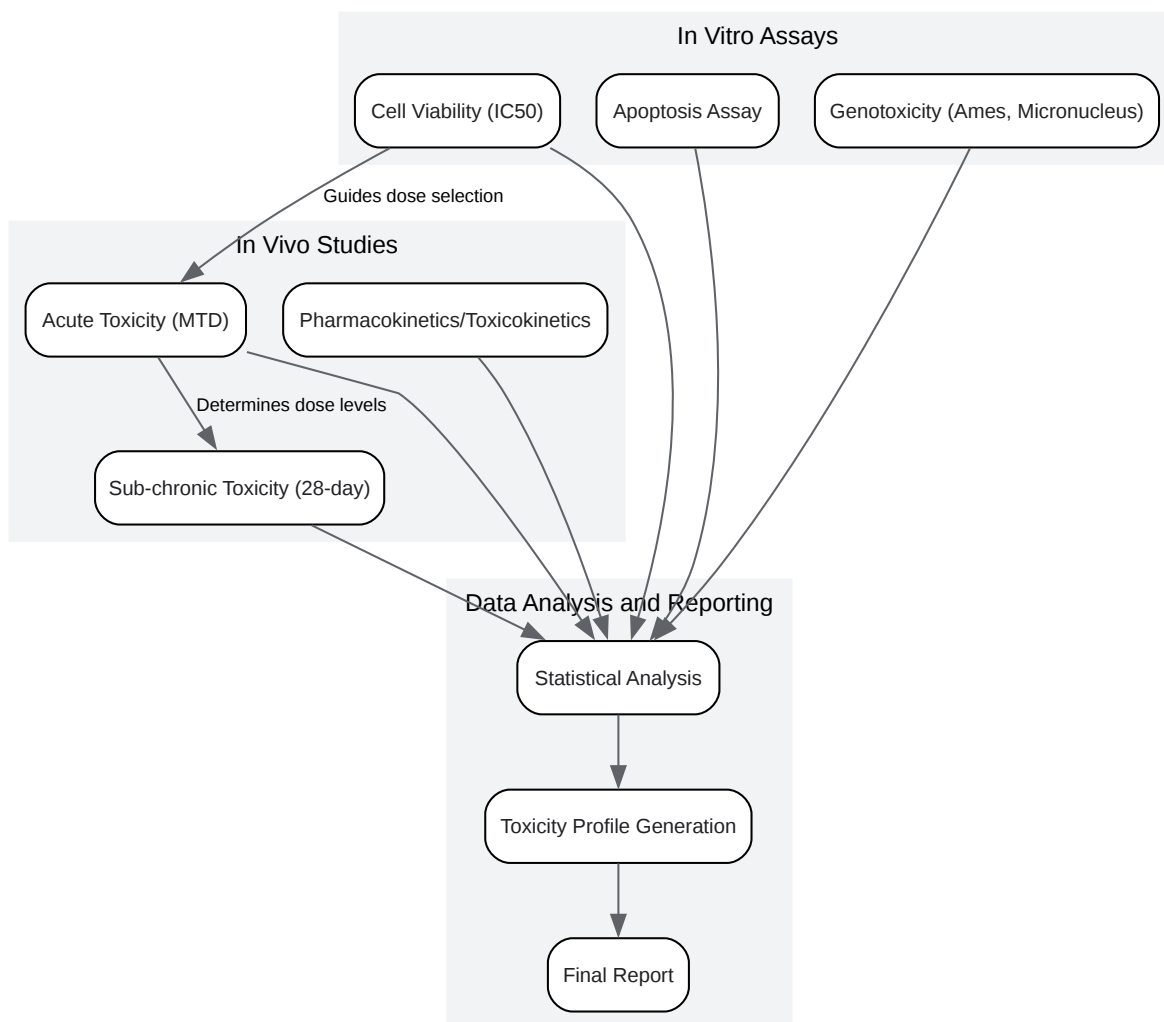 In Vitro Assays
Cell Viability (IC50)
Apoptosis Assay
Genotoxicity (Ames, Micronucleus)
Guides dose selection
In Vivo Studies
Acute Toxicity (MTD)
Pharmacokinetics/Toxicokinetics
Determines dose levels
Sub-chronic Toxicity (28-day)
Data Analysis and Reporting
Statistical Analysis
Toxicity Profile Generation
Final Report